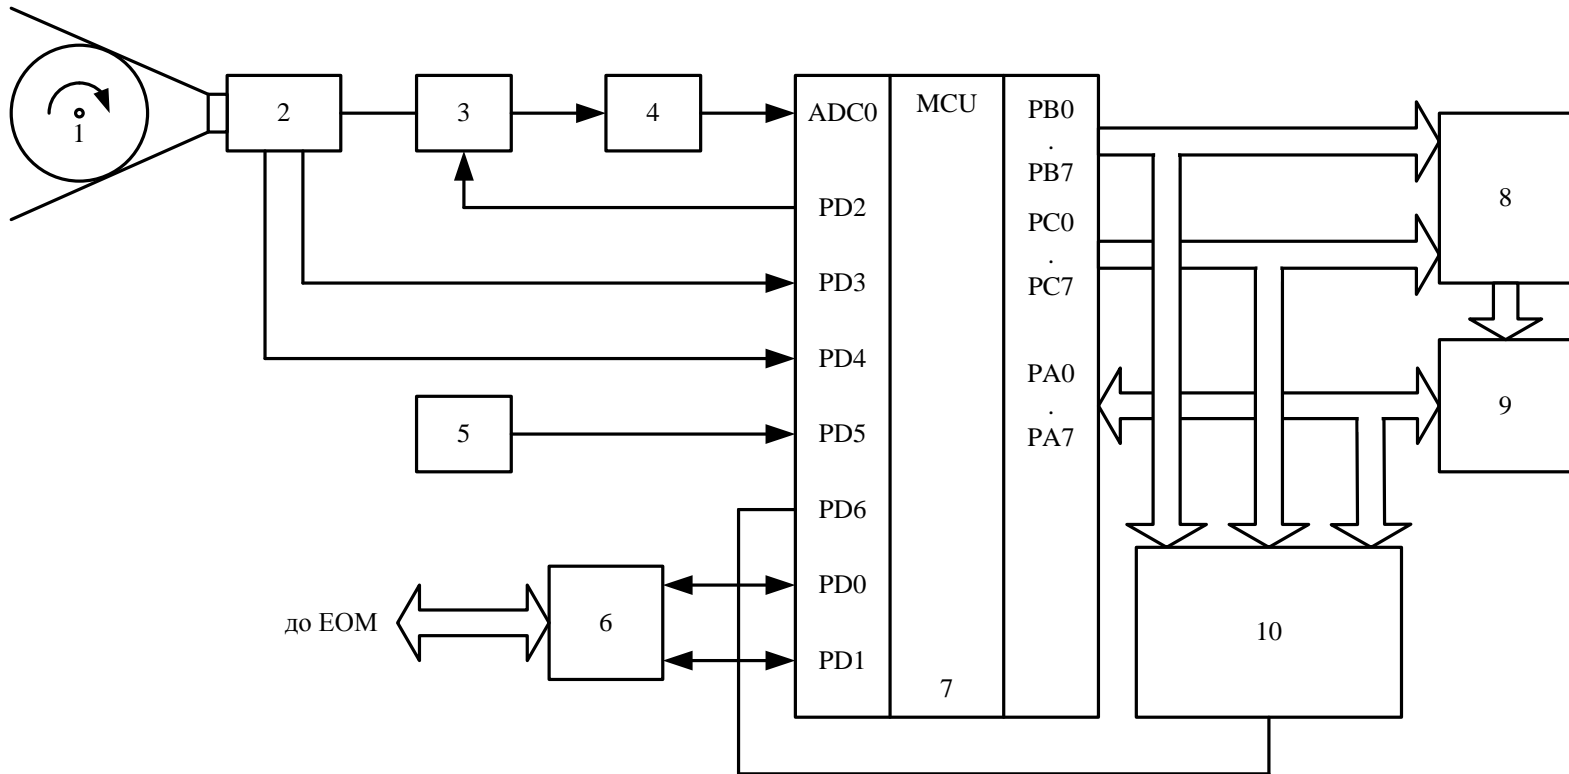 1
2
3
4
5
6
до ЕОМ
ADC0
PD2
PD3
PD4
PD5
PD6
PD0
PD1
MCU
7
PB0
.
PB7
PC0
.
PC7
PA0
.
PA7
8
9
10